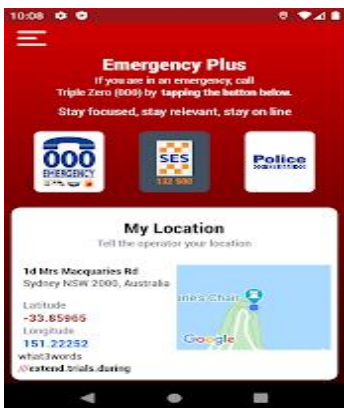 10:08
Emergency Plus
If you are in an emergency, call
Triple Zero (000) by tapping the button below.
Stay focused, stay relevant, stay on line
000
EMERGENCY
SES
132 500
Police
My Location
Tell the operator your location
1d Mrs Macquaries Rd
Sydney NSW 2000, Australia
Latitude
-33.85965
Longitude
151.22252
what3words
///extend.trials.during
Chair
Google